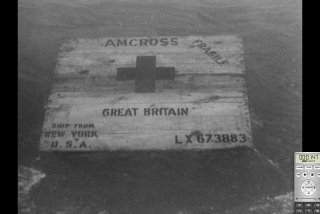 AMCROSS
FRAGILE
GREAT BRITAIN
SHIP FROM
NEW YORK
U.S.A.
LX 673883